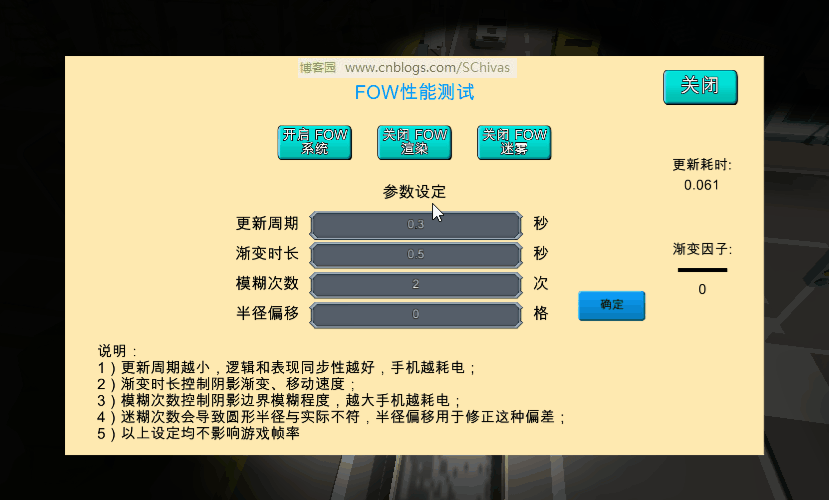 博客园 www.cnblogs.com/SChivas
FOW性能测试
关闭
开启 FOW
系统
关闭 FOW
渲染
关闭 FOW
迷雾
更新耗时:
0.061
参数设定
更新周期 0.3 秒
渐变时长 0.5 秒
渐变因子:
模糊次数 2 次
0
确定
半径偏移 0 格
说明：
1）更新周期越小，逻辑和表现同步性越好，手机越耗电；
2）渐变时长控制阴影渐变、移动速度；
3）模糊次数控制阴影边界模糊程度，越大手机越耗电；
4）迷糊次数会导致圆形半径与实际不符，半径偏移用于修正这种偏差；
5）以上设定均不影响游戏帧率